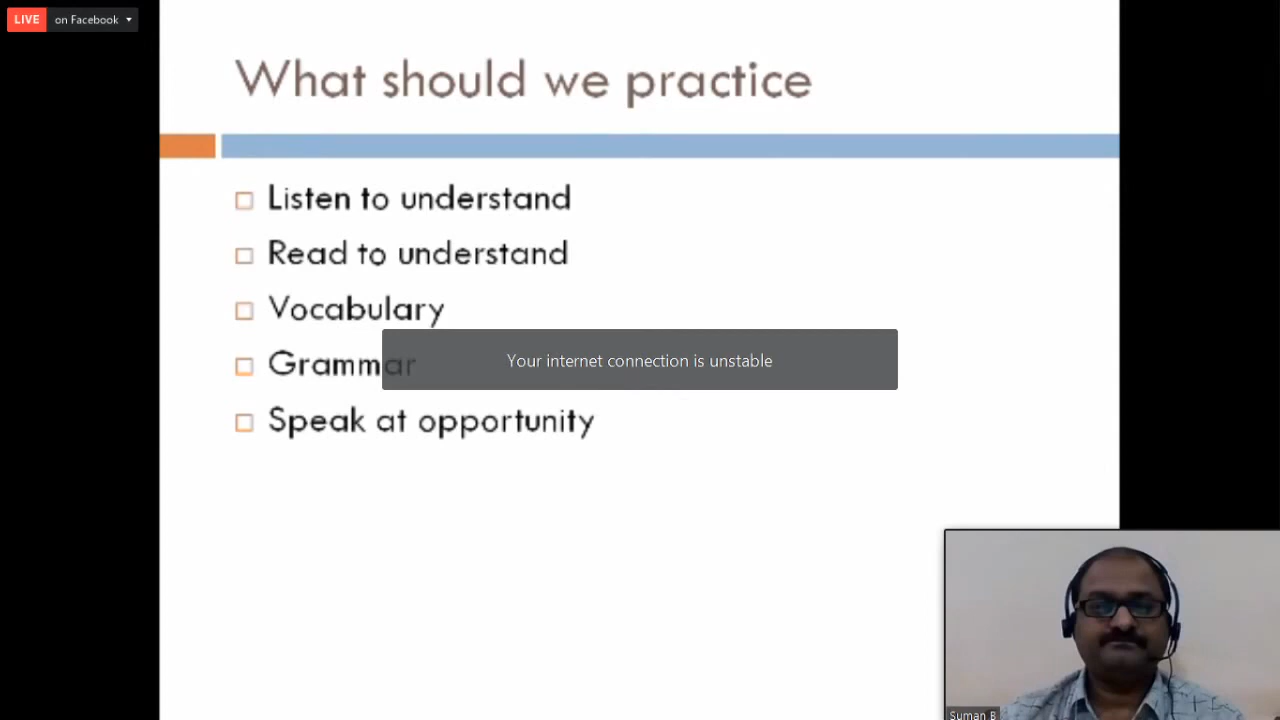 LIVE on Facebook
What should we practice
Listen to understand
Read to understand
Vocabulary
Grammar
Your internet connection is unstable
Speak at opportunity
Suman B